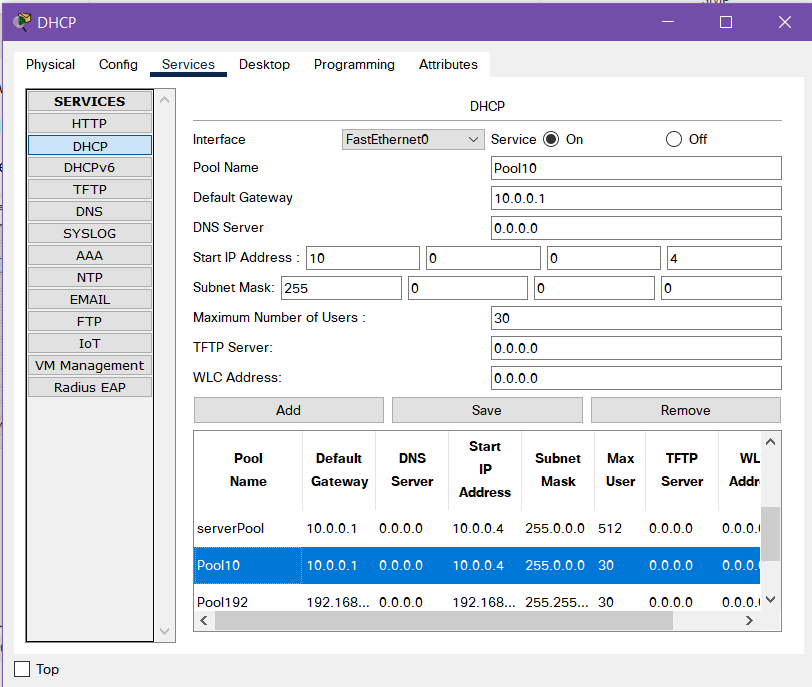 DHCP
Physical Config Services Desktop Programming Attributes
SERVICES
HTTP
DHCP
DHCPv6
TFTP
DNS
SYSLOG
AAA
NTP
EMAIL
FTP
IoT
VM Management
Radius EAP
DHCP
Interface FastEthernet0 Service On Off
Pool Name Pool10
Default Gateway 10.0.0.1
DNS Server 0.0.0.0
Start IP Address : 10 0 0 4
Subnet Mask: 255 0 0 0
Maximum Number of Users : 30
TFTP Server: 0.0.0.0
WLC Address: 0.0.0.0
Add Save Remove
Pool Name Default Gateway DNS Server Start IP Address Subnet Mask Max User TFTP Server WL Addr
serverPool 10.0.0.1 0.0.0.0 10.0.0.4 255.0.0.0 512 0.0.0.0 0.0.0.
Pool10 10.0.0.1 0.0.0.0 10.0.0.4 255.0.0.0 30 0.0.0.0 0.0.0.
Pool192 192.168... 0.0.0.0 192.168... 255.255... 30 0.0.0.0 0.0.0.
Top